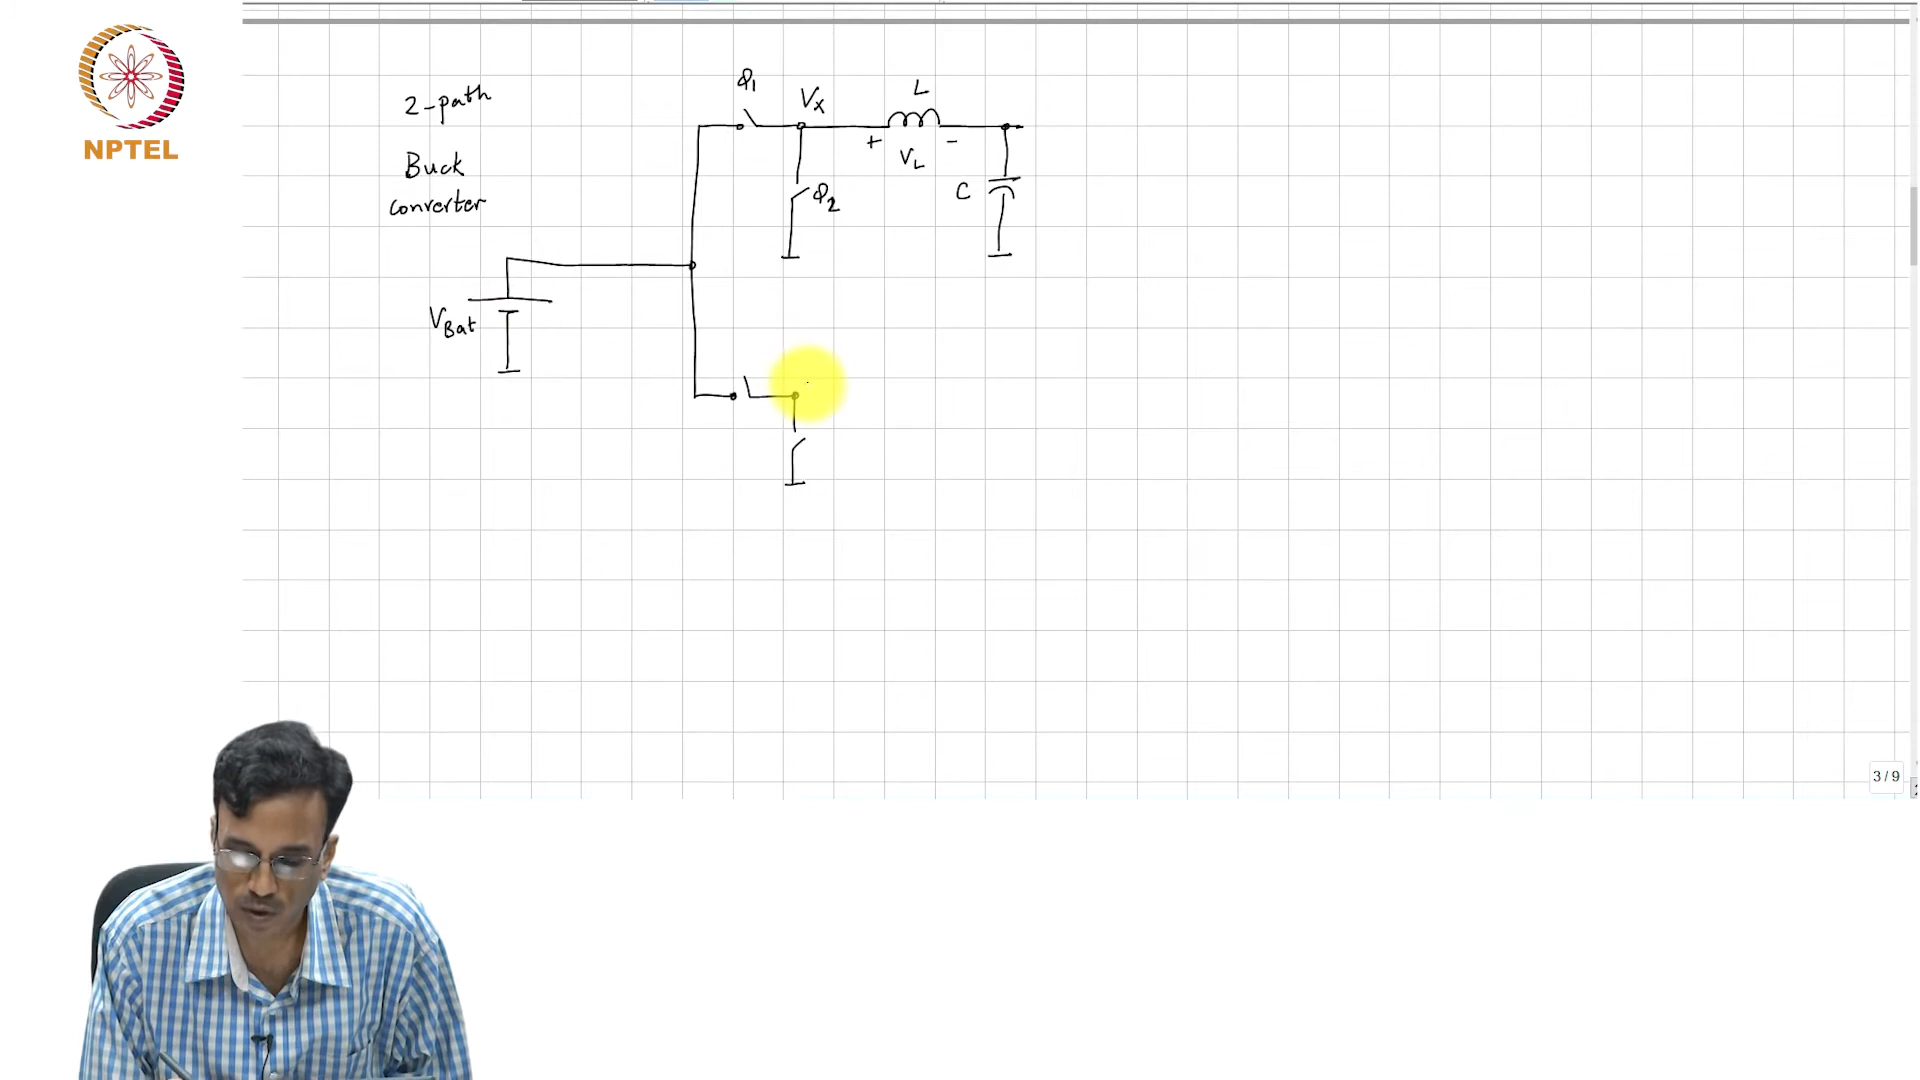 NPTEL
2-path
Buck
converter
Φ1
VX
L
+ VL -
Φ2
C
VBat
3 / 9